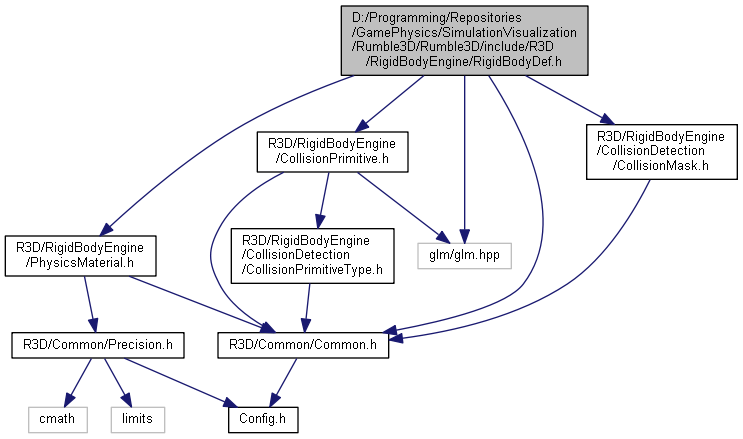 D:/Programming/Repositories
/GamePhysics/SimulationVisualization
/Rumble3D/Rumble3D/include/R3D
/RigidBodyEngine/RigidBodyDef.h
R3D/RigidBodyEngine
/CollisionPrimitive.h
R3D/RigidBodyEngine
/CollisionDetection
/CollisionMask.h
R3D/RigidBodyEngine
/PhysicsMaterial.h
R3D/RigidBodyEngine
/CollisionDetection
/CollisionPrimitiveType.h
glm/glm.hpp
R3D/Common/Precision.h
R3D/Common/Common.h
cmath
limits
Config.h